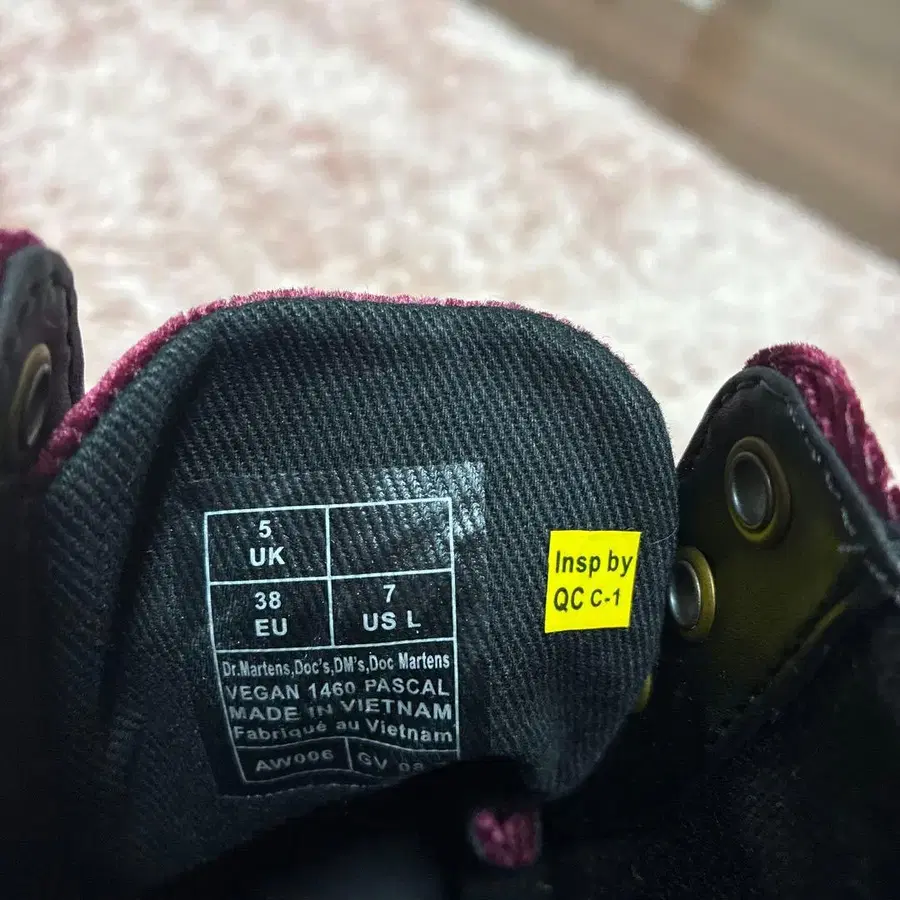 5
UK
38
EU
7
US L
Dr.Martens,Doc's,DM's,Doc Martens
VEGAN 1460 PASCAL
MADE IN VIETNAM
Fabriqué au Vietnam
AW006
GV
Insp by
QC C-1